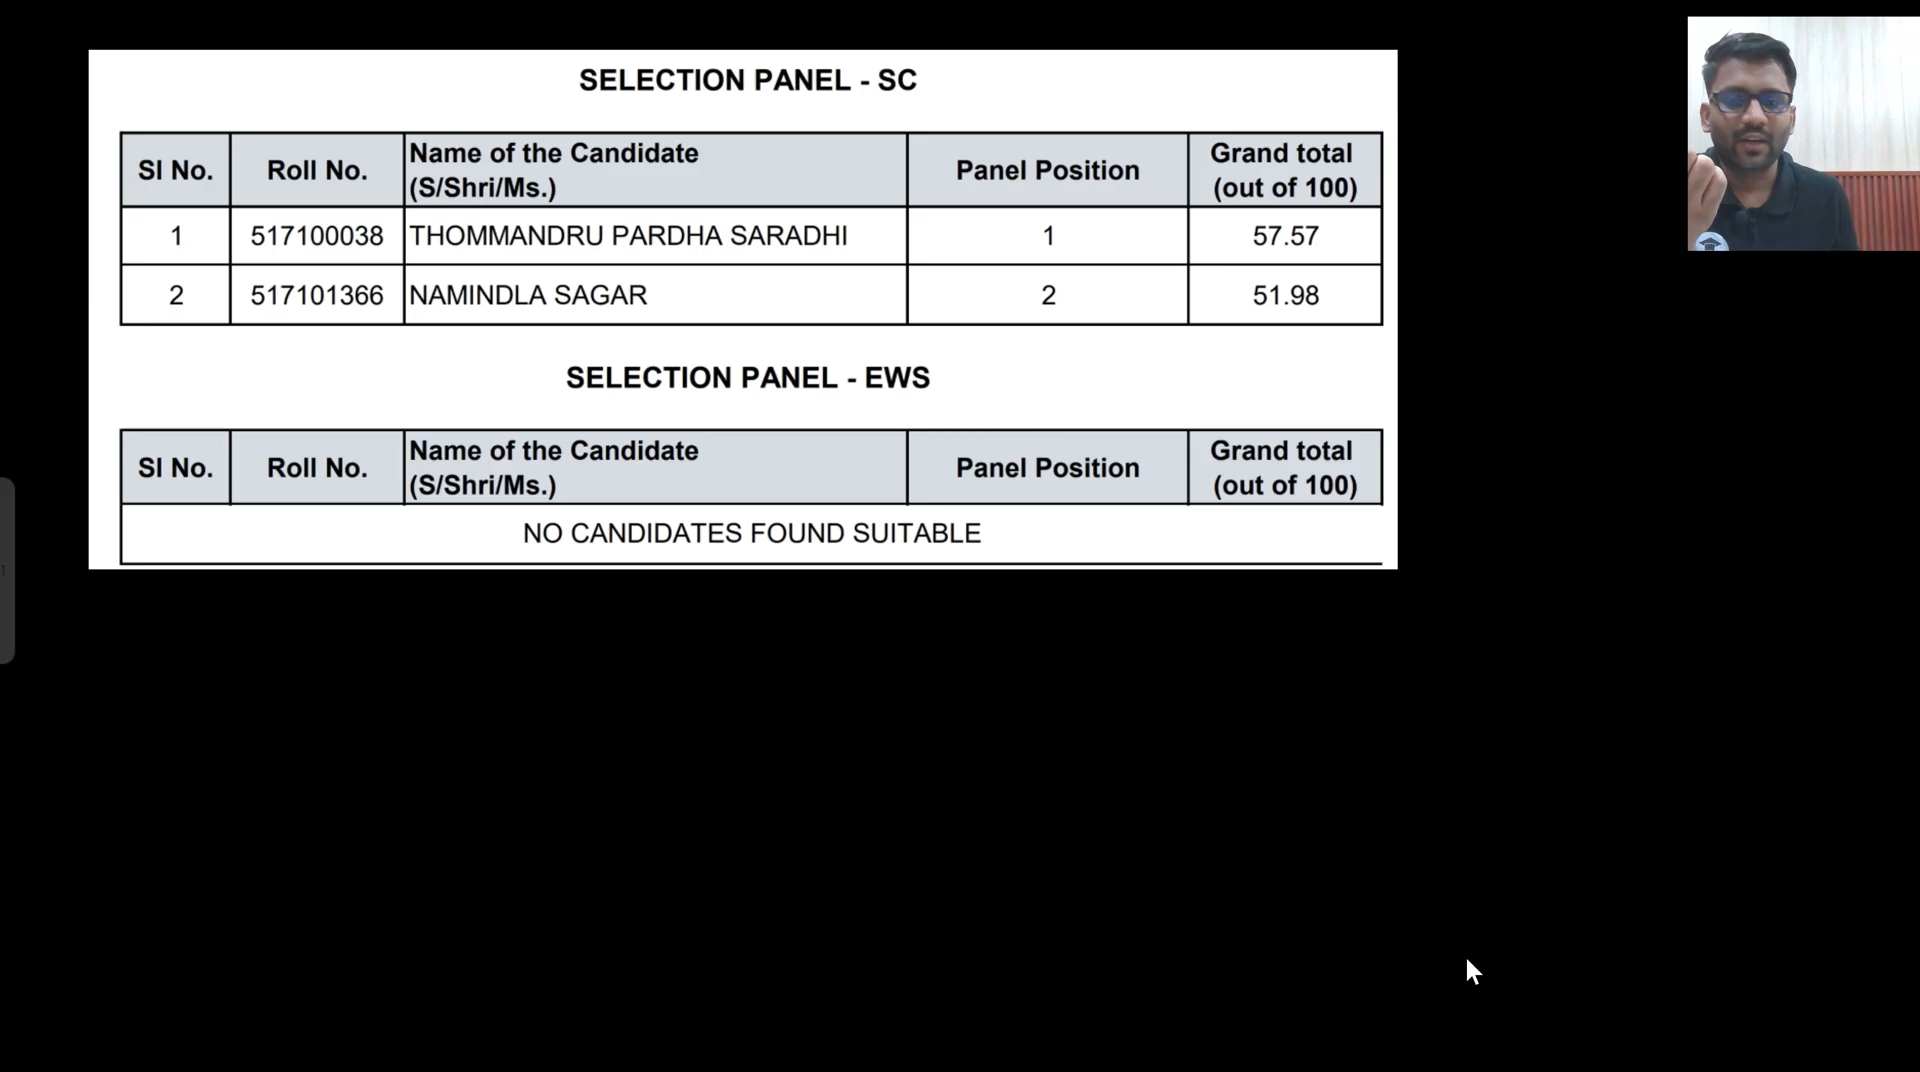 SELECTION PANEL - SC
Sl No. Roll No. Name of the Candidate (S/Shri/Ms.) Panel Position Grand total (out of 100)
1 517100038 THOMMANDRU PARDHA SARADHI 1 57.57
2 517101366 NAMINDLA SAGAR 2 51.98
SELECTION PANEL - EWS
Sl No. Roll No. Name of the Candidate (S/Shri/Ms.) Panel Position Grand total (out of 100)
NO CANDIDATES FOUND SUITABLE